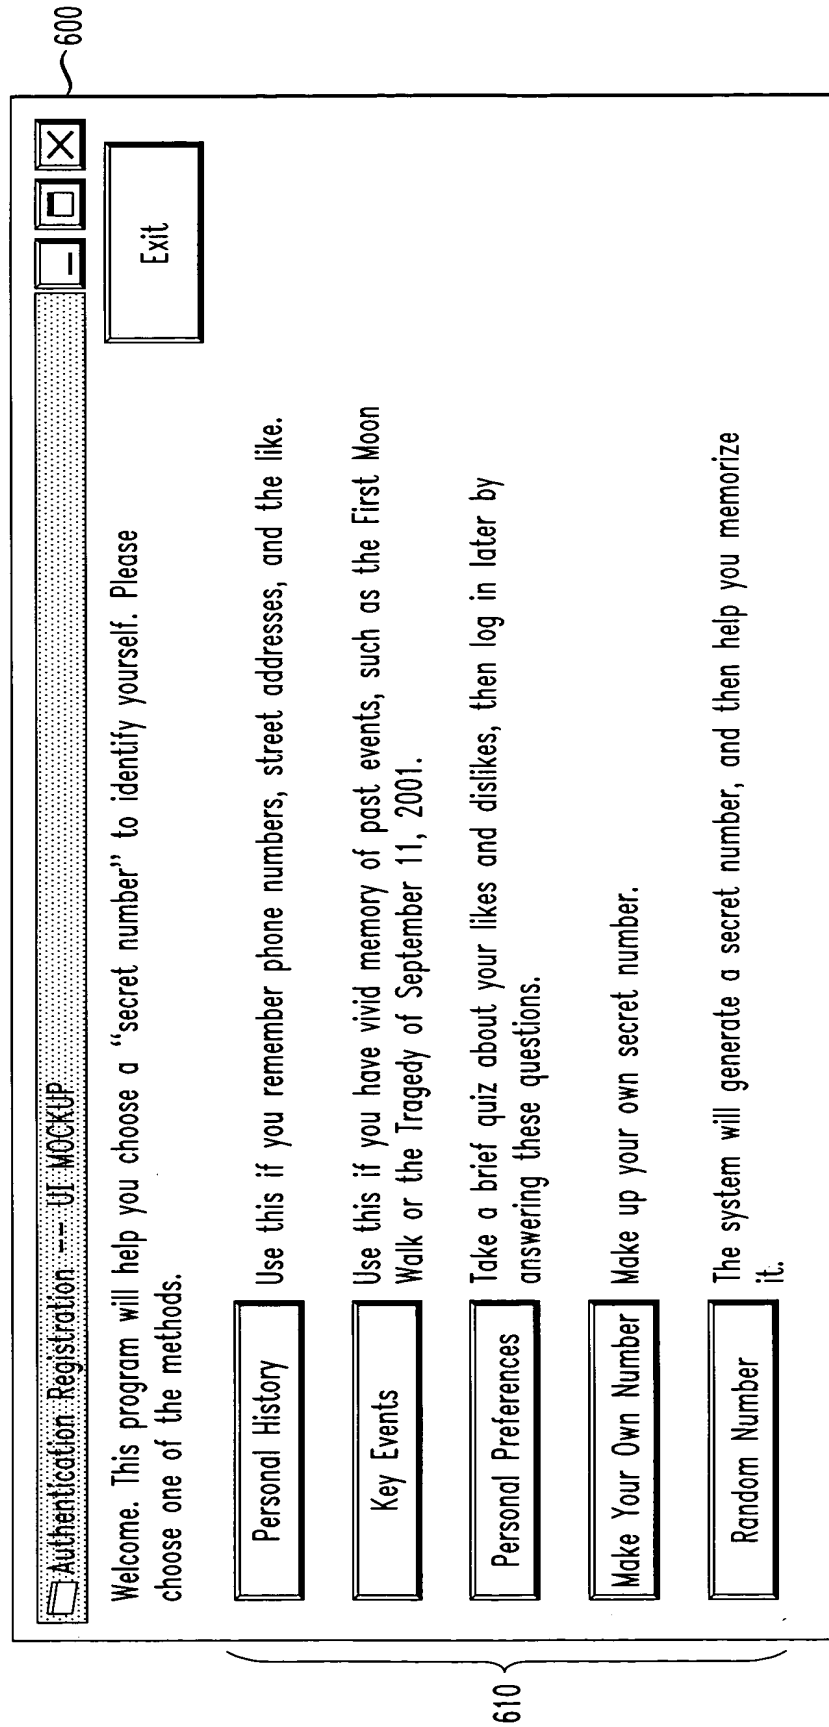 600
Authentication Registration -- UI MOCKUP
Welcome. This program will help you choose a “secret number” to identify yourself. Please
choose one of the methods.
Exit
Personal History
Use this if you remember phone numbers, street addresses, and the like.
Key Events
Use this if you have vivid memory of past events, such as the First Moon
Walk or the Tragedy of September 11, 2001.
Personal Preferences
Take a brief quiz about your likes and dislikes, then log in later by
answering these questions.
Make Your Own Number
Make up your own secret number.
Random Number
The system will generate a secret number, and then help you memorize
it.
610